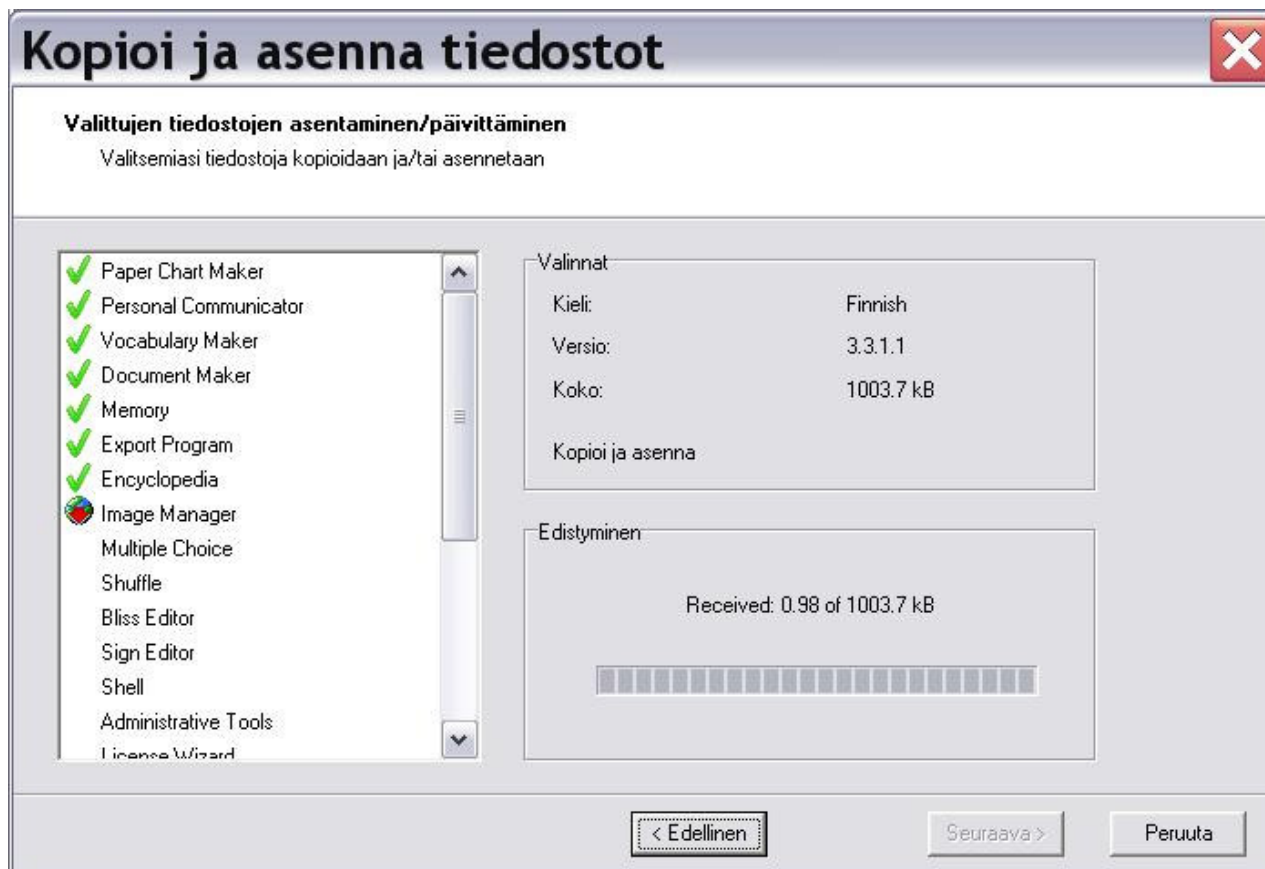 Kopioi ja asenna tiedostot
Valittujen tiedostojen asentaminen/päivittäminen
Valitsemiasi tiedostoja kopioidaan ja/tai asennetaan
Paper Chart Maker
Personal Communicator
Vocabulary Maker
Document Maker
Memory
Export Program
Encyclopedia
Image Manager
Multiple Choice
Shuffle
Bliss Editor
Sign Editor
Shell
Administrative Tools
License Wizard
Valinnat
Kieli: Finnish
Versio: 3.3.1.1
Koko: 1003.7 kB
Kopioi ja asenna
Edistyminen
Received: 0.98 of 1003.7 kB
< Edellinen
Seuraava >
Peruuta